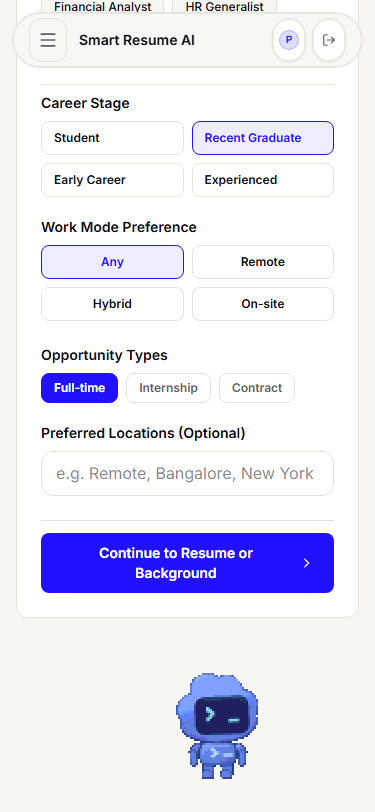 Financial Analyst
HR Generalist
Smart Resume AI
P
Career Stage
Student
Recent Graduate
Early Career
Experienced
Work Mode Preference
Any
Remote
Hybrid
On-site
Opportunity Types
Full-time
Internship
Contract
Preferred Locations (Optional)
e.g. Remote, Bangalore, New York
Continue to Resume or
Background